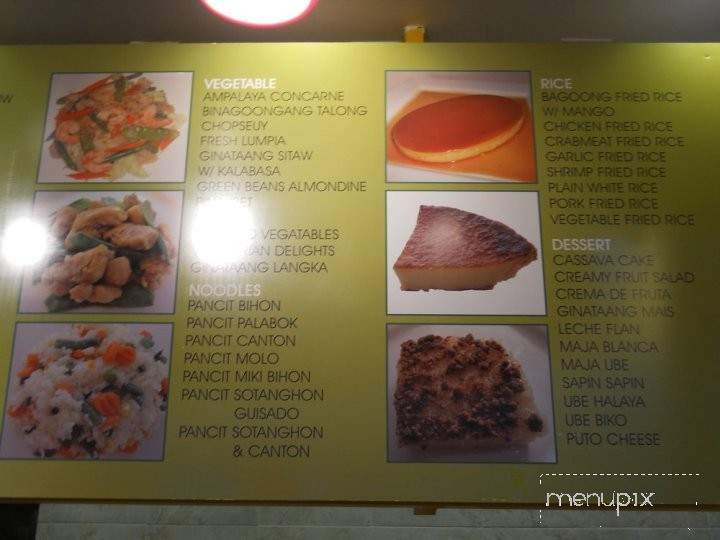 VEGETABLE
AMPALAYA CONCARNE
BINAGOONGANG TALONG
CHOPSEUY
FRESH LUMPIA
GINATAANG SITAW
W/ KALABASA
GREEN BEANS ALMONDINE
VEGATABLES
DELIGHTS
GINATAANG LANGKA
NOODLES
PANCIT BIHON
PANCIT PALABOK
PANCIT CANTON
PANCIT MOLO
PANCIT MIKI BIHON
PANCIT SOTANGHON
GUISADO
PANCIT SOTANGHON
& CANTON
RICE
BAGOONG FRIED RICE
W/ MANGO
CHICKEN FRIED RICE
CRABMEAT FRIED RICE
GARLIC FRIED RICE
SHRIMP FRIED RICE
PLAIN WHITE RICE
PORK FRIED RICE
VEGETABLE FRIED RICE
DESSERT
CASSAVA CAKE
CREAMY FRUIT SALAD
CREMA DE FRUTA
GINATAANG MAIS
LECHE FLAN
MAJA BLANCA
MAJA UBE
SAPIN SAPIN
UBE HALAYA
UBE BIKO
PUTO CHEESE
menupix